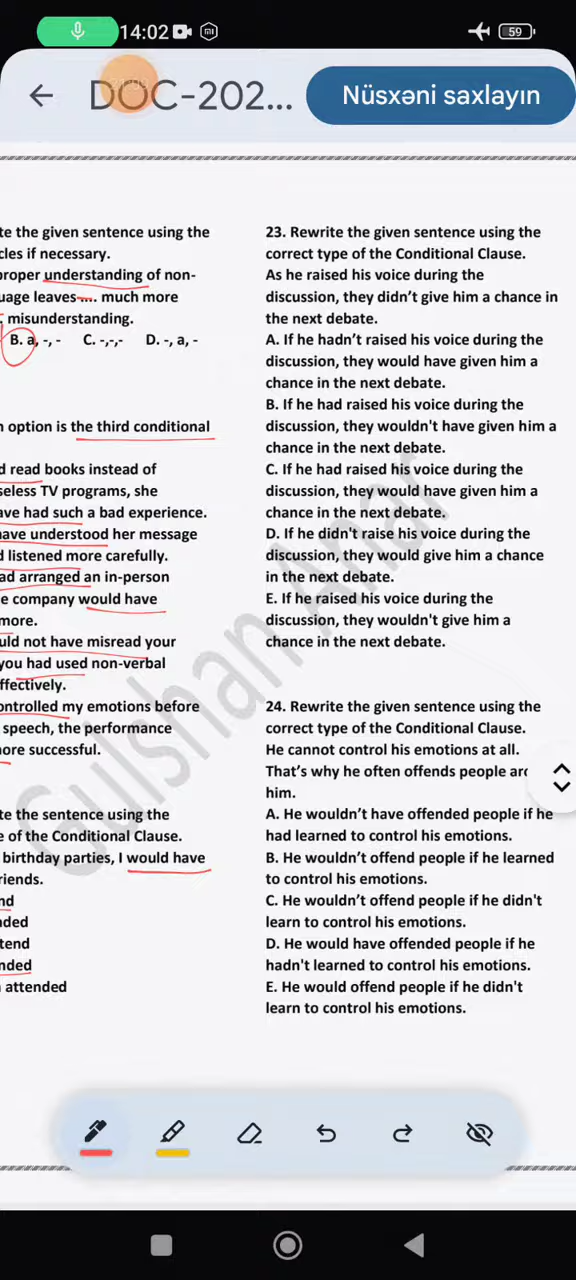 14:02
59
DOC-202...
Nüsxəni saxlayın
te the given sentence using the
cles if necessary.
proper understanding of non-
uage leaves.... much more
misunderstanding.
B. a, -, - C. -,-,- D. -, a, -
n option is the third conditional
d read books instead of
seless TV programs, she
ave had such a bad experience.
have understood her message
d listened more carefully.
ad arranged an in-person
e company would have
more.
uld not have misread your
you had used non-verbal
ffectively.
ontrolled my emotions before
speech, the performance
ore successful.
te the sentence using the
e of the Conditional Clause.
birthday parties, I would have
riends.
nd
nded
tend
nded
attended
23. Rewrite the given sentence using the
correct type of the Conditional Clause.
As he raised his voice during the
discussion, they didn’t give him a chance in
the next debate.
A. If he hadn’t raised his voice during the
discussion, they would have given him a
chance in the next debate.
B. If he had raised his voice during the
discussion, they wouldn't have given him a
chance in the next debate.
C. If he had raised his voice during the
discussion, they would have given him a
chance in the next debate.
D. If he didn't raise his voice during the
discussion, they would give him a chance
in the next debate.
E. If he raised his voice during the
discussion, they wouldn't give him a
chance in the next debate.
24. Rewrite the given sentence using the
correct type of the Conditional Clause.
He cannot control his emotions at all.
That’s why he often offends people aro
him.
A. He wouldn’t have offended people if he
had learned to control his emotions.
B. He wouldn’t offend people if he learned
to control his emotions.
C. He wouldn’t offend people if he didn't
learn to control his emotions.
D. He would have offended people if he
hadn't learned to control his emotions.
E. He would offend people if he didn't
learn to control his emotions.
Gulshan Anar